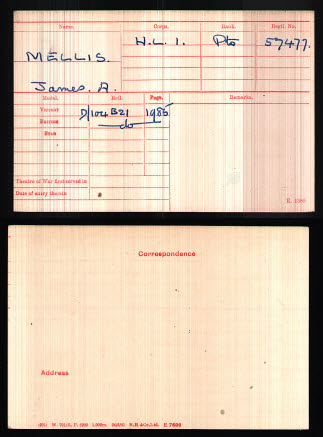 Name. Corps. Rank. Regtl. No.
H.L.I. Pte 57477.
MELLIS.
James. A.
Medal. Roll. Page. Remarks.
Victory D/104 B21 1986
British do
Star
Theatre of War first served in
Date of entry therein
K. 1380
Correspondence
Address